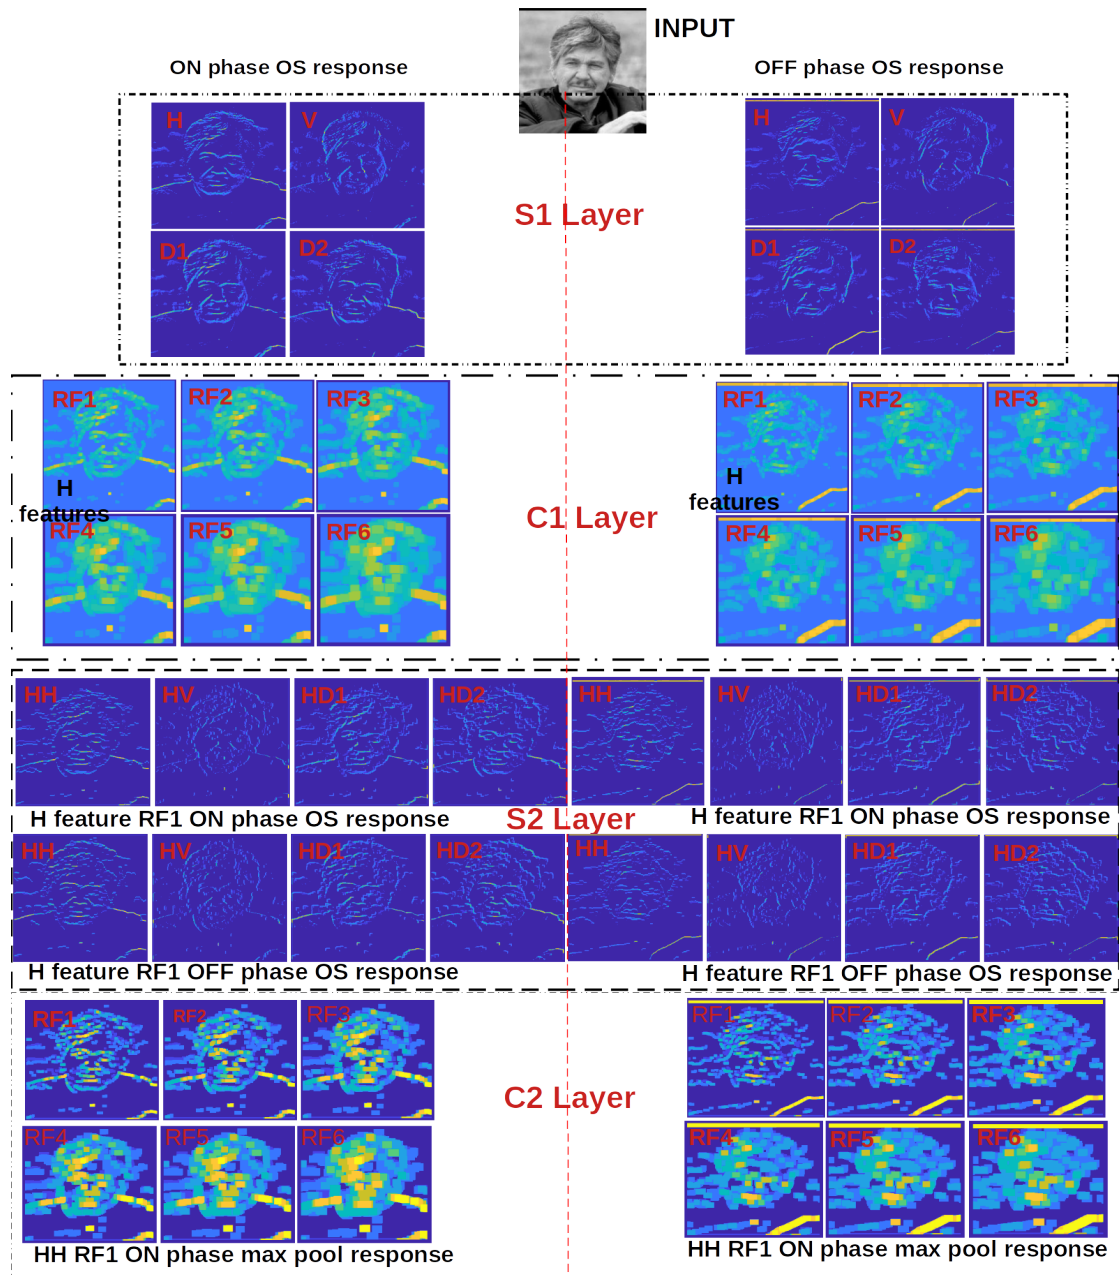 INPUT
ON phase OS response
OFF phase OS response
H V
H V
S1 Layer
D1 D2
D1 D2
RF1 RF2 RF3
RF1 RF2 RF3
H
features
H
features
C1 Layer
RF4 RF5 RF6
RF4 RF5 RF6
HH HV HD1 HD2 HH HV HD1 HD2
H feature RF1 ON phase OS response
S2 Layer
H feature RF1 ON phase OS response
HH HV HD1 HD2 HH HV HD1 HD2
H feature RF1 OFF phase OS response
H feature RF1 OFF phase OS response
RF1 RF2 RF3
RF1 RF2 RF3
C2 Layer
RF4 RF5 RF6
RF4 RF5 RF6
HH RF1 ON phase max pool response
HH RF1 ON phase max pool response